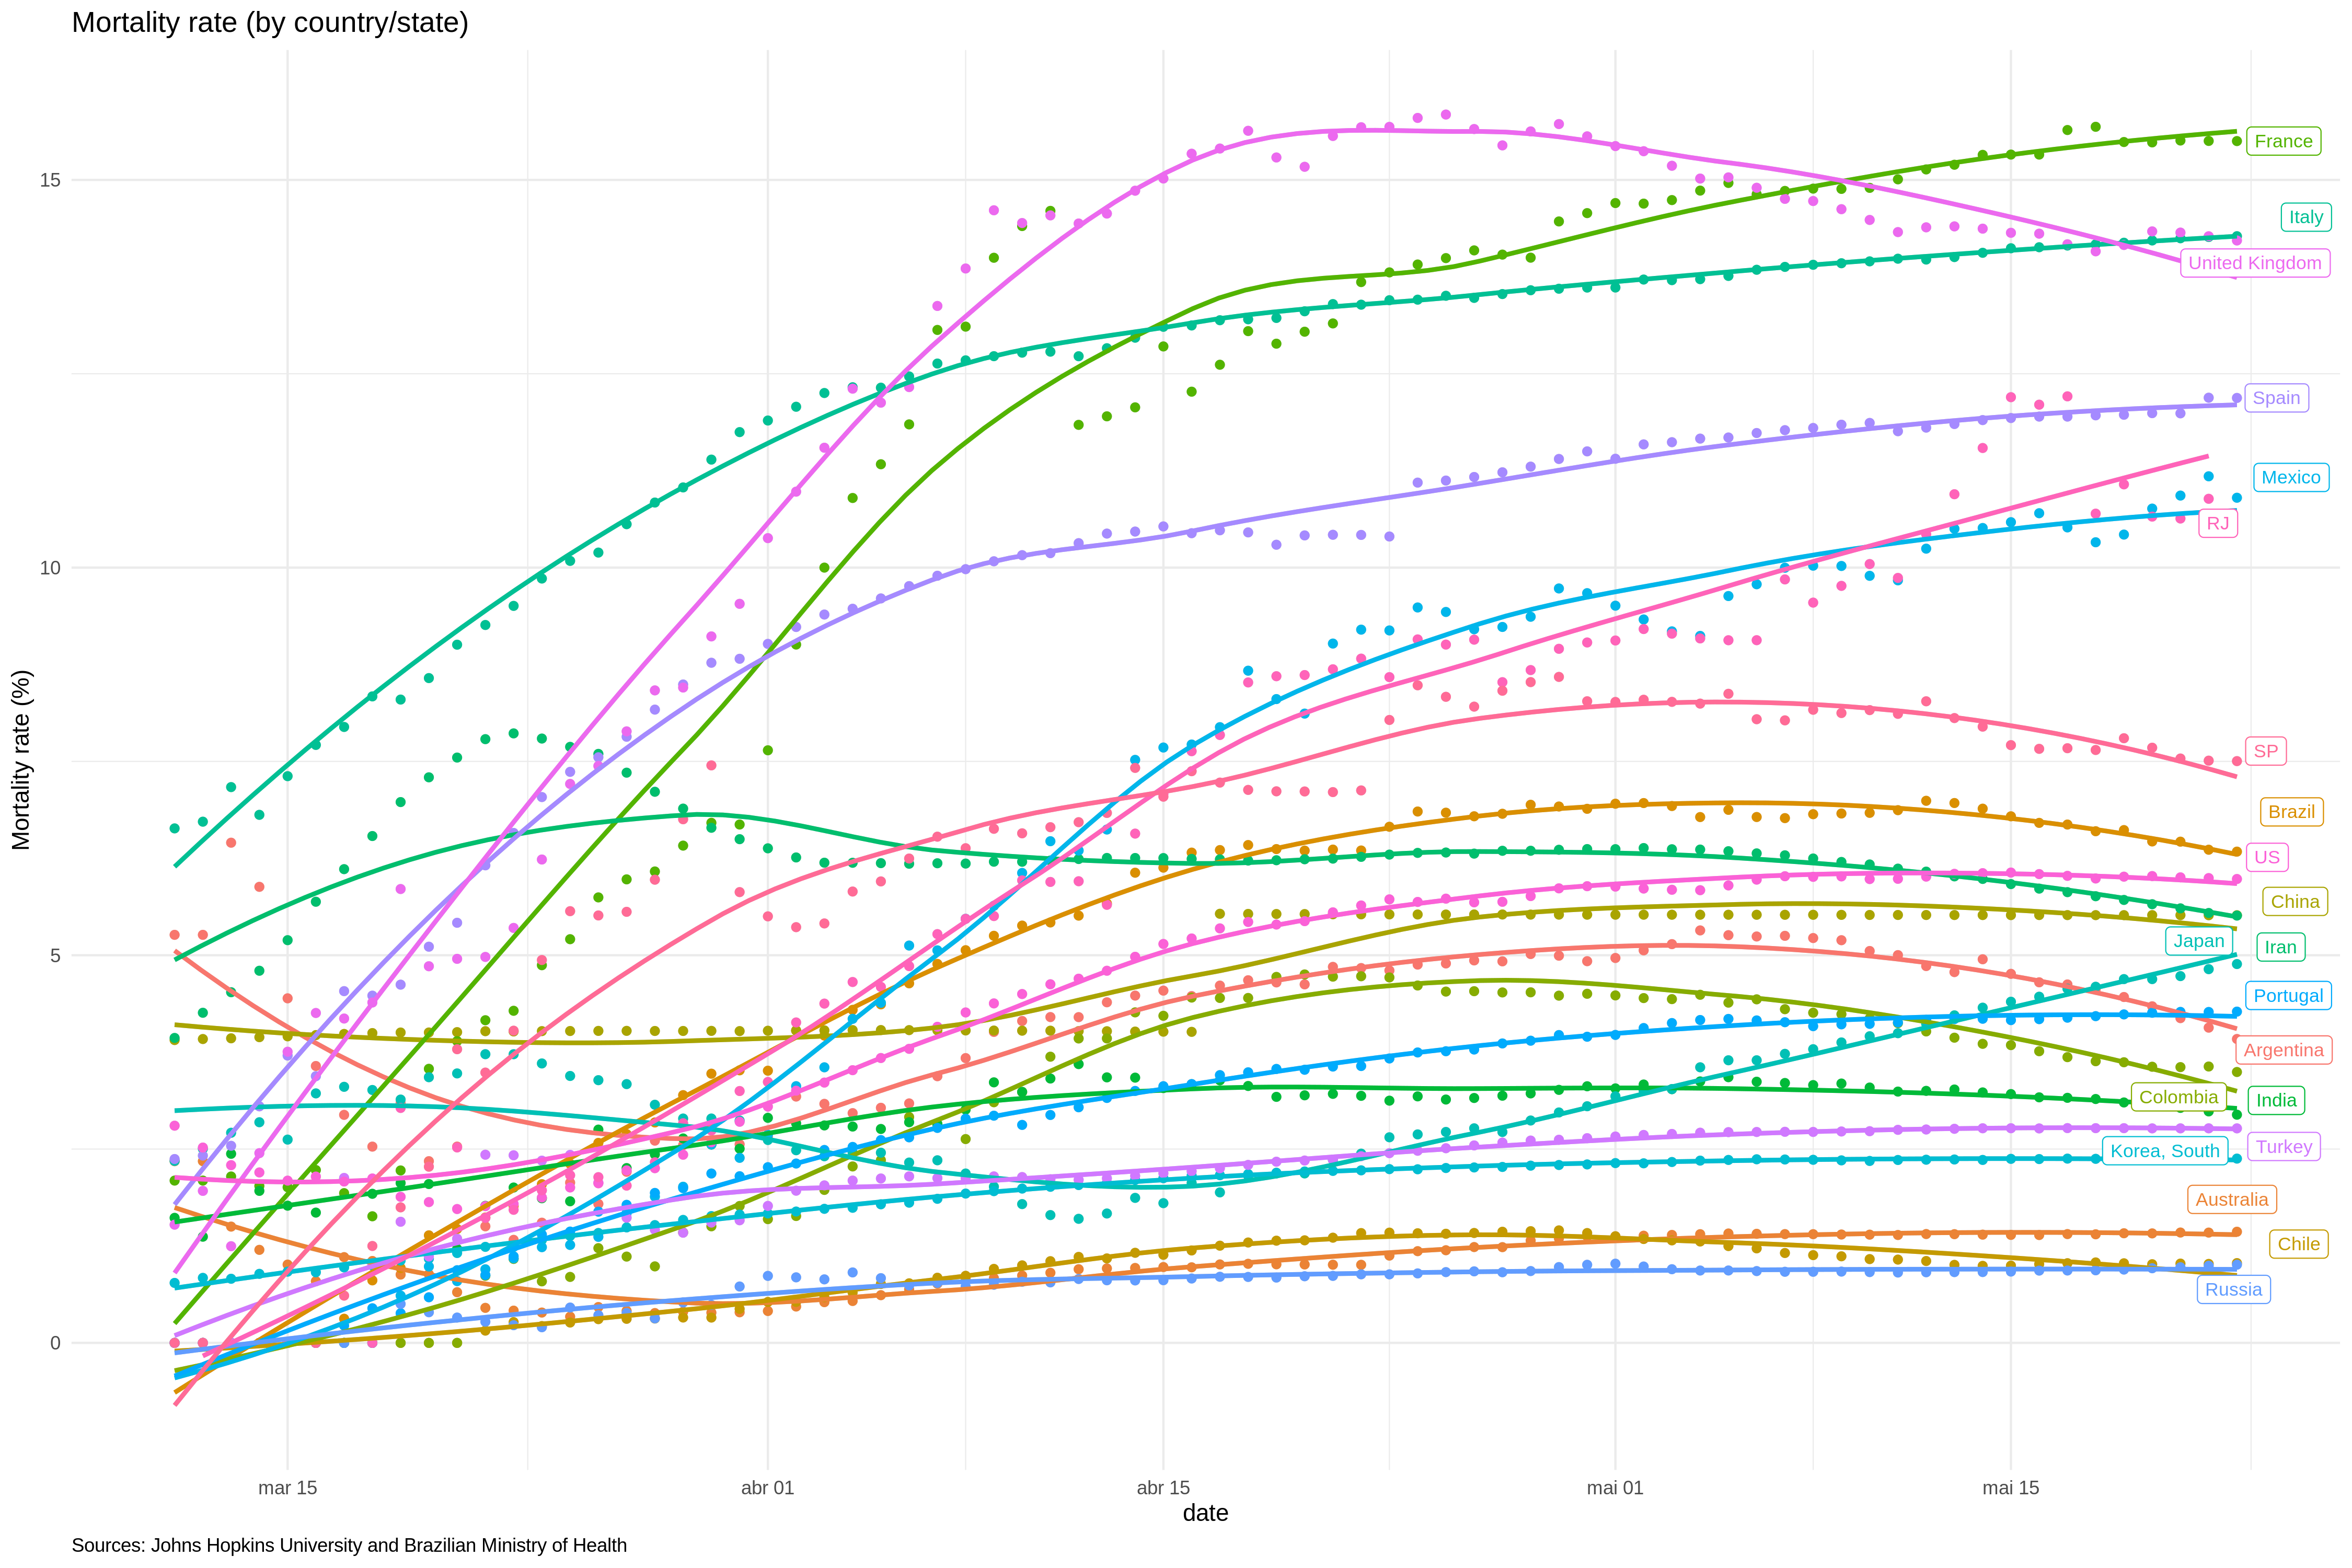 Mortality rate (by country/state)
Mortality rate (%)
15
10
5
0
France
Italy
United Kingdom
Spain
Mexico
RJ
SP
Brazil
US
China
Japan
Iran
Portugal
Argentina
Colombia
India
Turkey
Korea, South
Australia
Chile
Russia
mar 15
abr 01
abr 15
mai 01
mai 15
date
Sources: Johns Hopkins University and Brazilian Ministry of Health